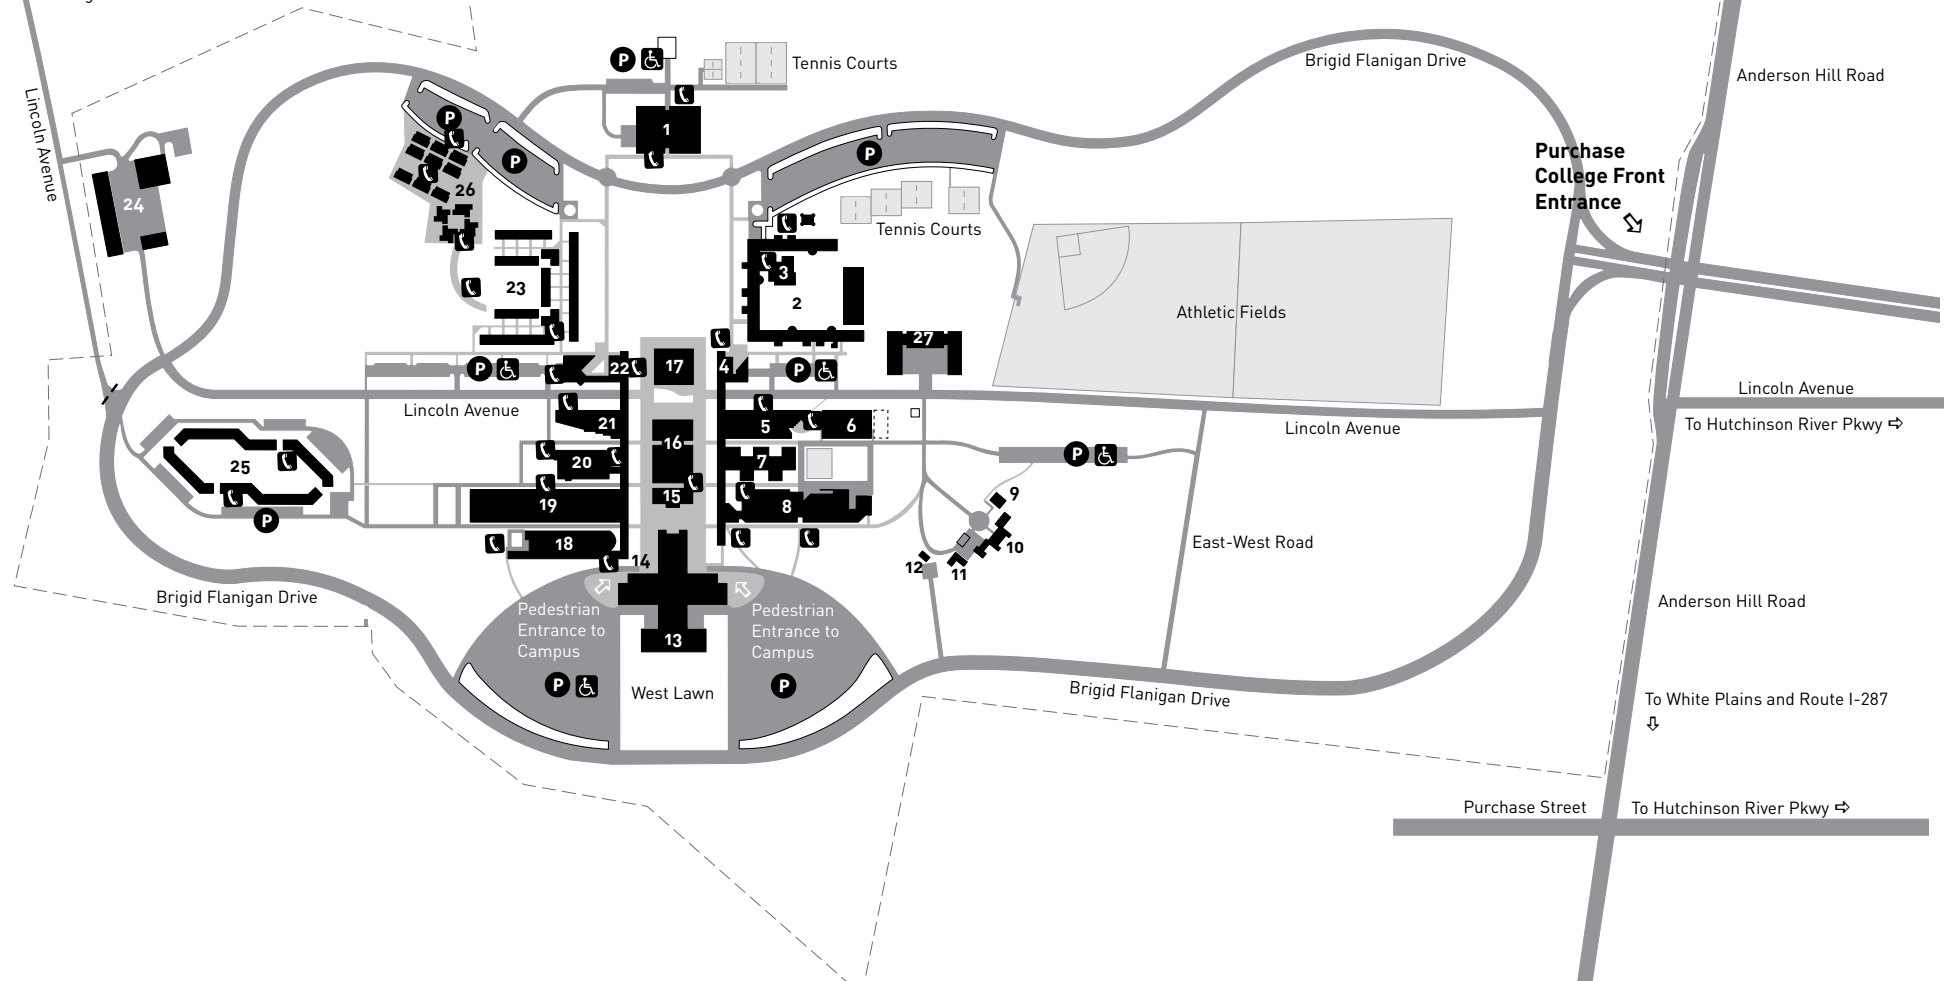 Tennis Courts
Brigid Flanigan Drive
Anderson Hill Road
Lincoln Avenue
P
P
P
P
1
Purchase
College Front
Entrance
26
24
Tennis Courts
3
23
2
Athletic Fields
27
P
22
17
4
P
Lincoln Avenue
Lincoln Avenue
To Hutchinson River Pkwy
Lincoln Avenue
21
5
6
16
P
25
20
7
15
9
19
8
P
18
14
10
East-West Road
12
11
Brigid Flanigan Drive
Anderson Hill Road
Pedestrian
Entrance to
Campus
Pedestrian
Entrance to
Campus
13
P
P
West Lawn
Brigid Flanigan Drive
To White Plains and Route I-287
Purchase Street
To Hutchinson River Pkwy